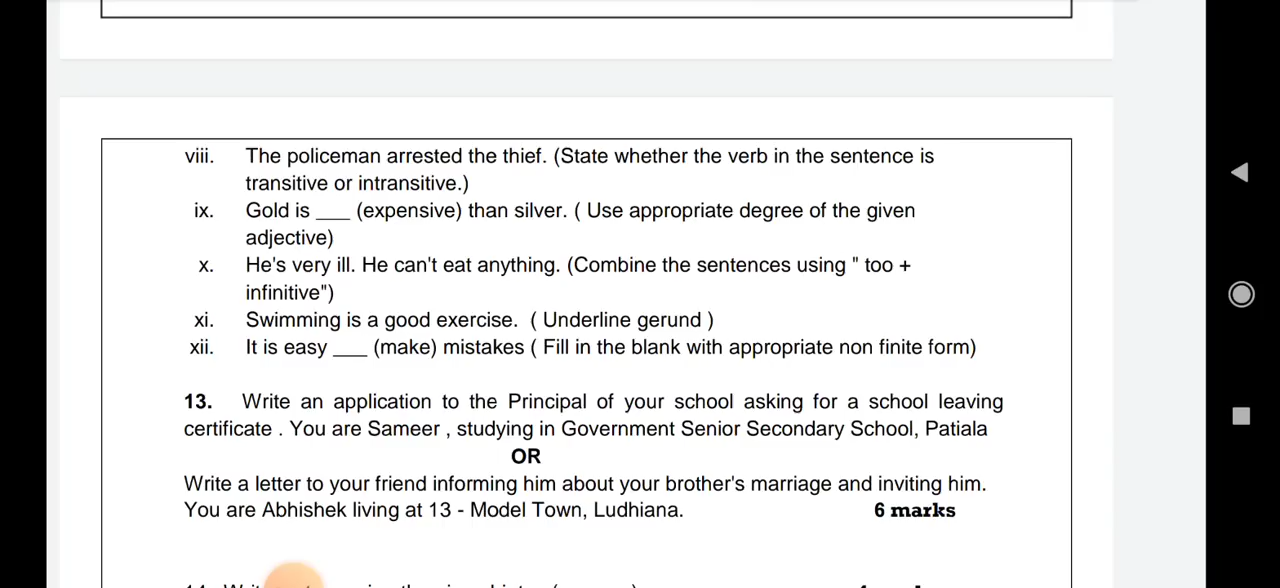 viii. The policeman arrested the thief. (State whether the verb in the sentence is
transitive or intransitive.)
ix. Gold is ___ (expensive) than silver. ( Use appropriate degree of the given
adjective)
x. He's very ill. He can't eat anything. (Combine the sentences using " too +
infinitive")
xi. Swimming is a good exercise. ( Underline gerund )
xii. It is easy ___ (make) mistakes ( Fill in the blank with appropriate non finite form)
13. Write an application to the Principal of your school asking for a school leaving
certificate . You are Sameer , studying in Government Senior Secondary School, Patiala
OR
Write a letter to your friend informing him about your brother's marriage and inviting him.
You are Abhishek living at 13 - Model Town, Ludhiana. 6 marks